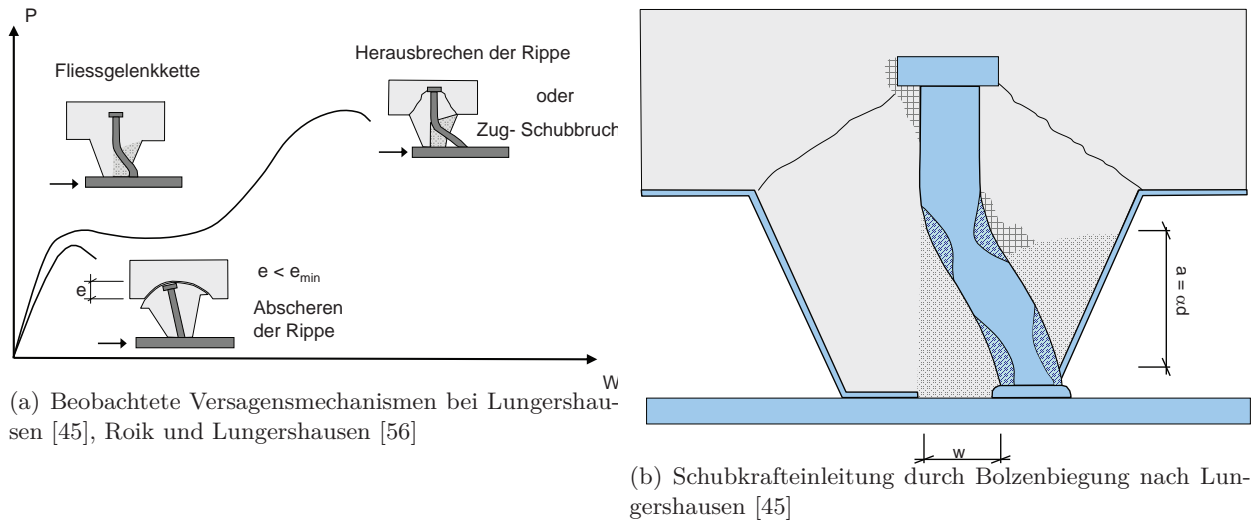 P
Fliessgelenkkette
Herausbrechen der Rippe
oder
Zug- Schubbruch
e
e < emin
Abscheren
der Rippe
W
(a) Beobachtete Versagensmechanismen bei Lungershau-
sen [45], Roik und Lungershausen [56]
a = αd
w
(b) Schubkrafteinleitung durch Bolzenbiegung nach Lun-
gershausen [45]